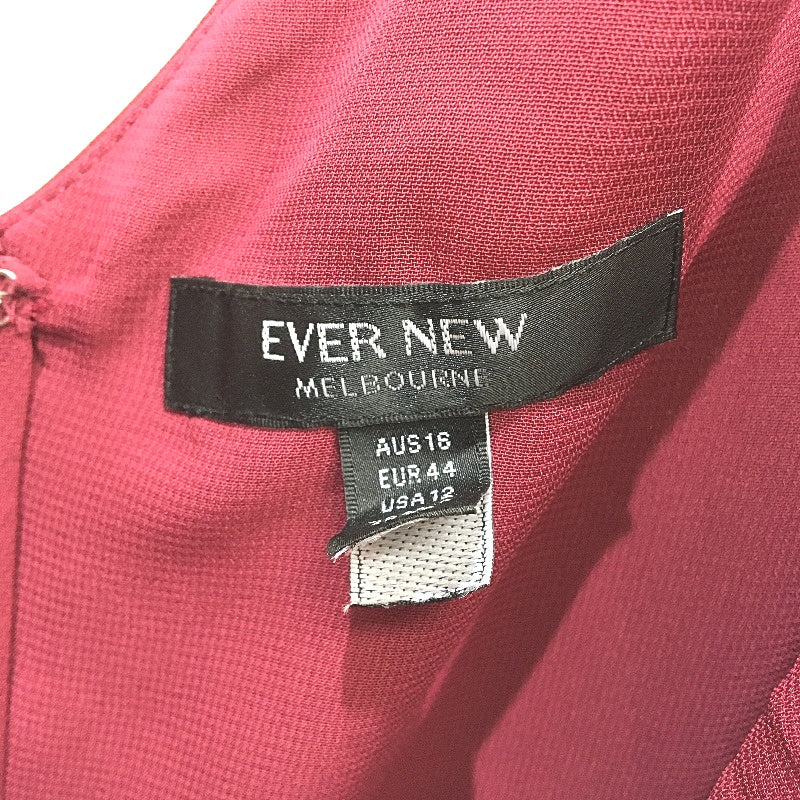 EVER NEW
MELBOURNE
AUS 16
EUR 44
USA 12